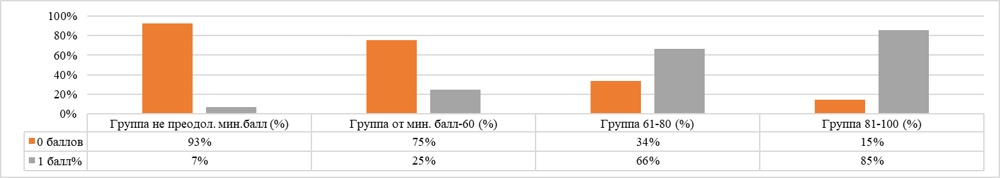 100%
80%
60%
40%
20%
0%
Группа не преодол. мин.балл (%) Группа от мин. балл-60 (%) Группа 61-80 (%) Группа 81-100 (%)
0 баллов 93% 75% 34% 15%
1 балл% 7% 25% 66% 85%